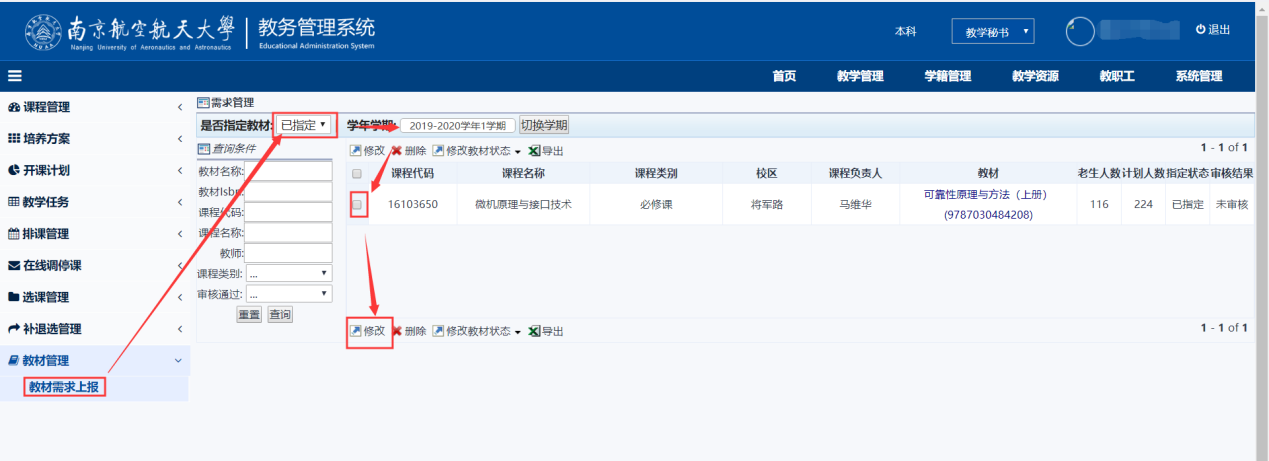 南京航空航天大學
Nanjing University of Aeronautics and Astronautics
教务管理系统
Educational Administration System
本科
教学秘书
退出
首页 教学管理 学籍管理 教学资源 教职工 系统管理
课程管理
培养方案
开课计划
教学任务
排课管理
在线调停课
选课管理
补退选管理
教材管理
教材需求上报
需求管理
是否指定教材: 已指定 学年学期: 2019-2020学年1学期 切换学期
查询条件
教材名称:
教材Isbn:
课程代码:
课程名称:
教师:
课程类别: ...
审核通过: ...
重置 查询
修改 删除 修改教材状态 导出 1 - 1 of 1
课程代码 课程名称 课程类别 校区 课程负责人 教材 老生人数 计划人数 指定状态 审核结果
16103650 微机原理与接口技术 必修课 将军路 马维华 可靠性原理与方法（上册） 116 224 已指定 未审核
(9787030484208)
修改 删除 修改教材状态 导出 1 - 1 of 1